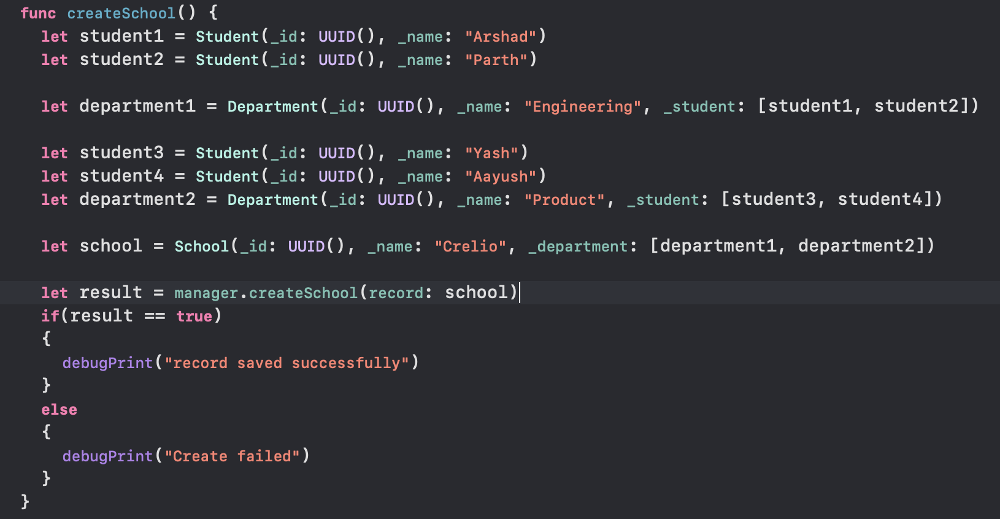 func createSchool() {
let student1 = Student(_id: UUID(), _name: "Arshad")
let student2 = Student(_id: UUID(), _name: "Parth")
let department1 = Department(_id: UUID(), _name: "Engineering", _student: [student1, student2])
let student3 = Student(_id: UUID(), _name: "Yash")
let student4 = Student(_id: UUID(), _name: "Aayush")
let department2 = Department(_id: UUID(), _name: "Product", _student: [student3, student4])
let school = School(_id: UUID(), _name: "Crelio", _department: [department1, department2])
let result = manager.createSchool(record: school)
if(result == true)
{
debugPrint("record saved successfully")
}
else
{
debugPrint("Create failed")
}
}